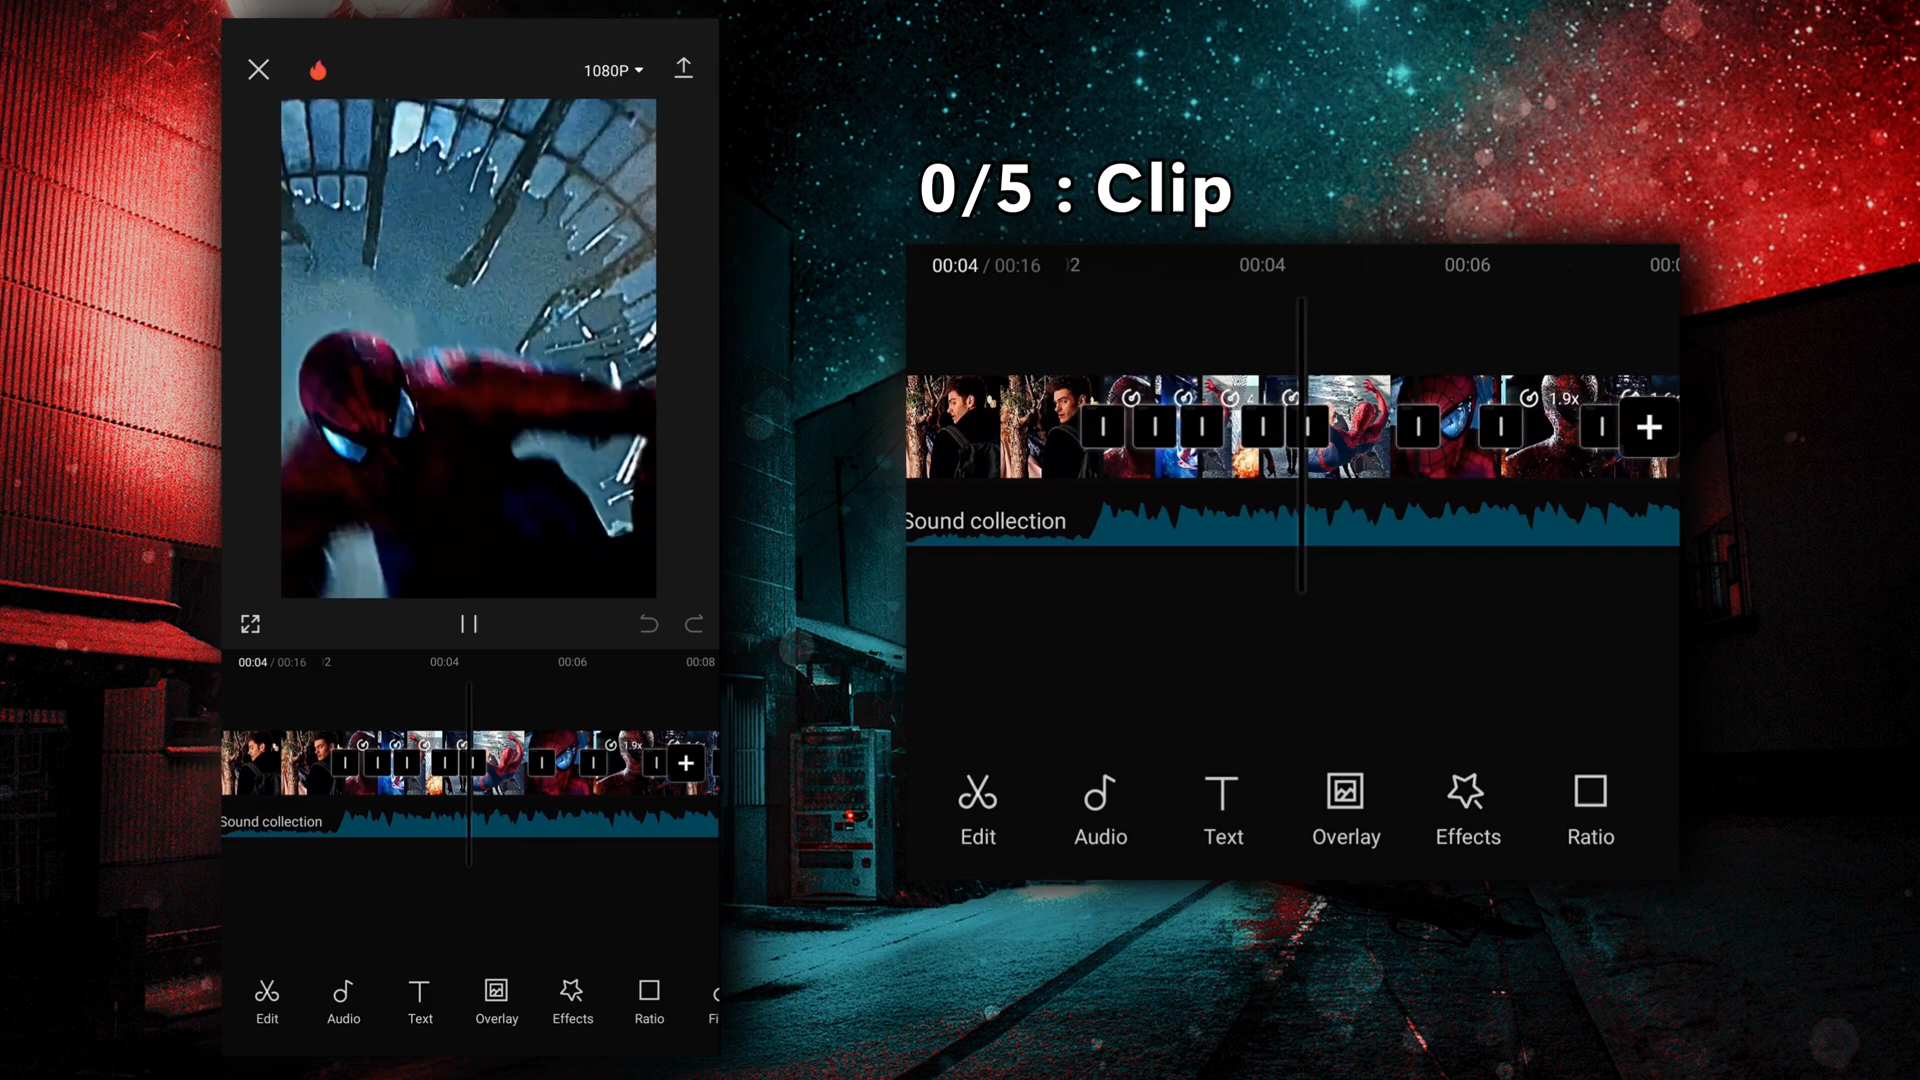 1080P
00:04 / 00:16
00:04
00:06
00:08
1.9x
Sound collection
Edit
Audio
Text
Overlay
Effects
Ratio
Fi
0/5 : Clip
00:04 / 00:16
00:04
00:06
1.9x
Sound collection
Edit
Audio
Text
Overlay
Effects
Ratio